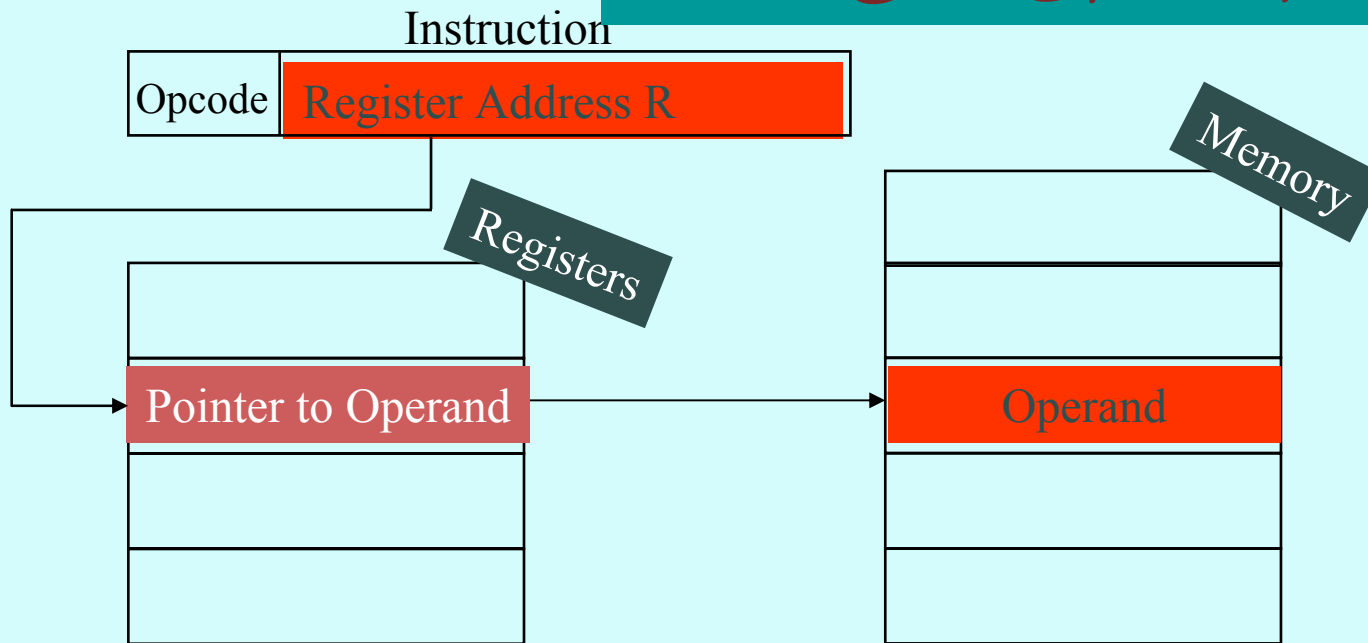 Instruction
Opcode Register Address R
Memory
Registers
Pointer to Operand Operand